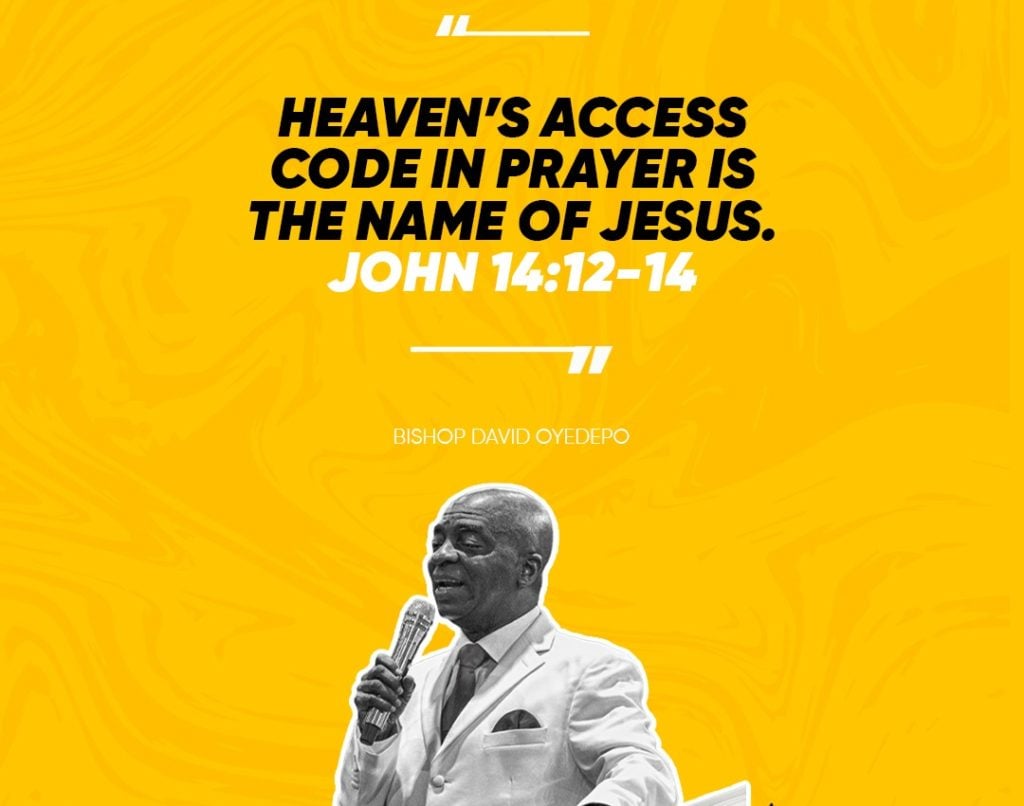 HEAVEN'S ACCESS
CODE IN PRAYER IS
THE NAME OF JESUS.
JOHN 14:12-14
BISHOP DAVID OYEDEPO